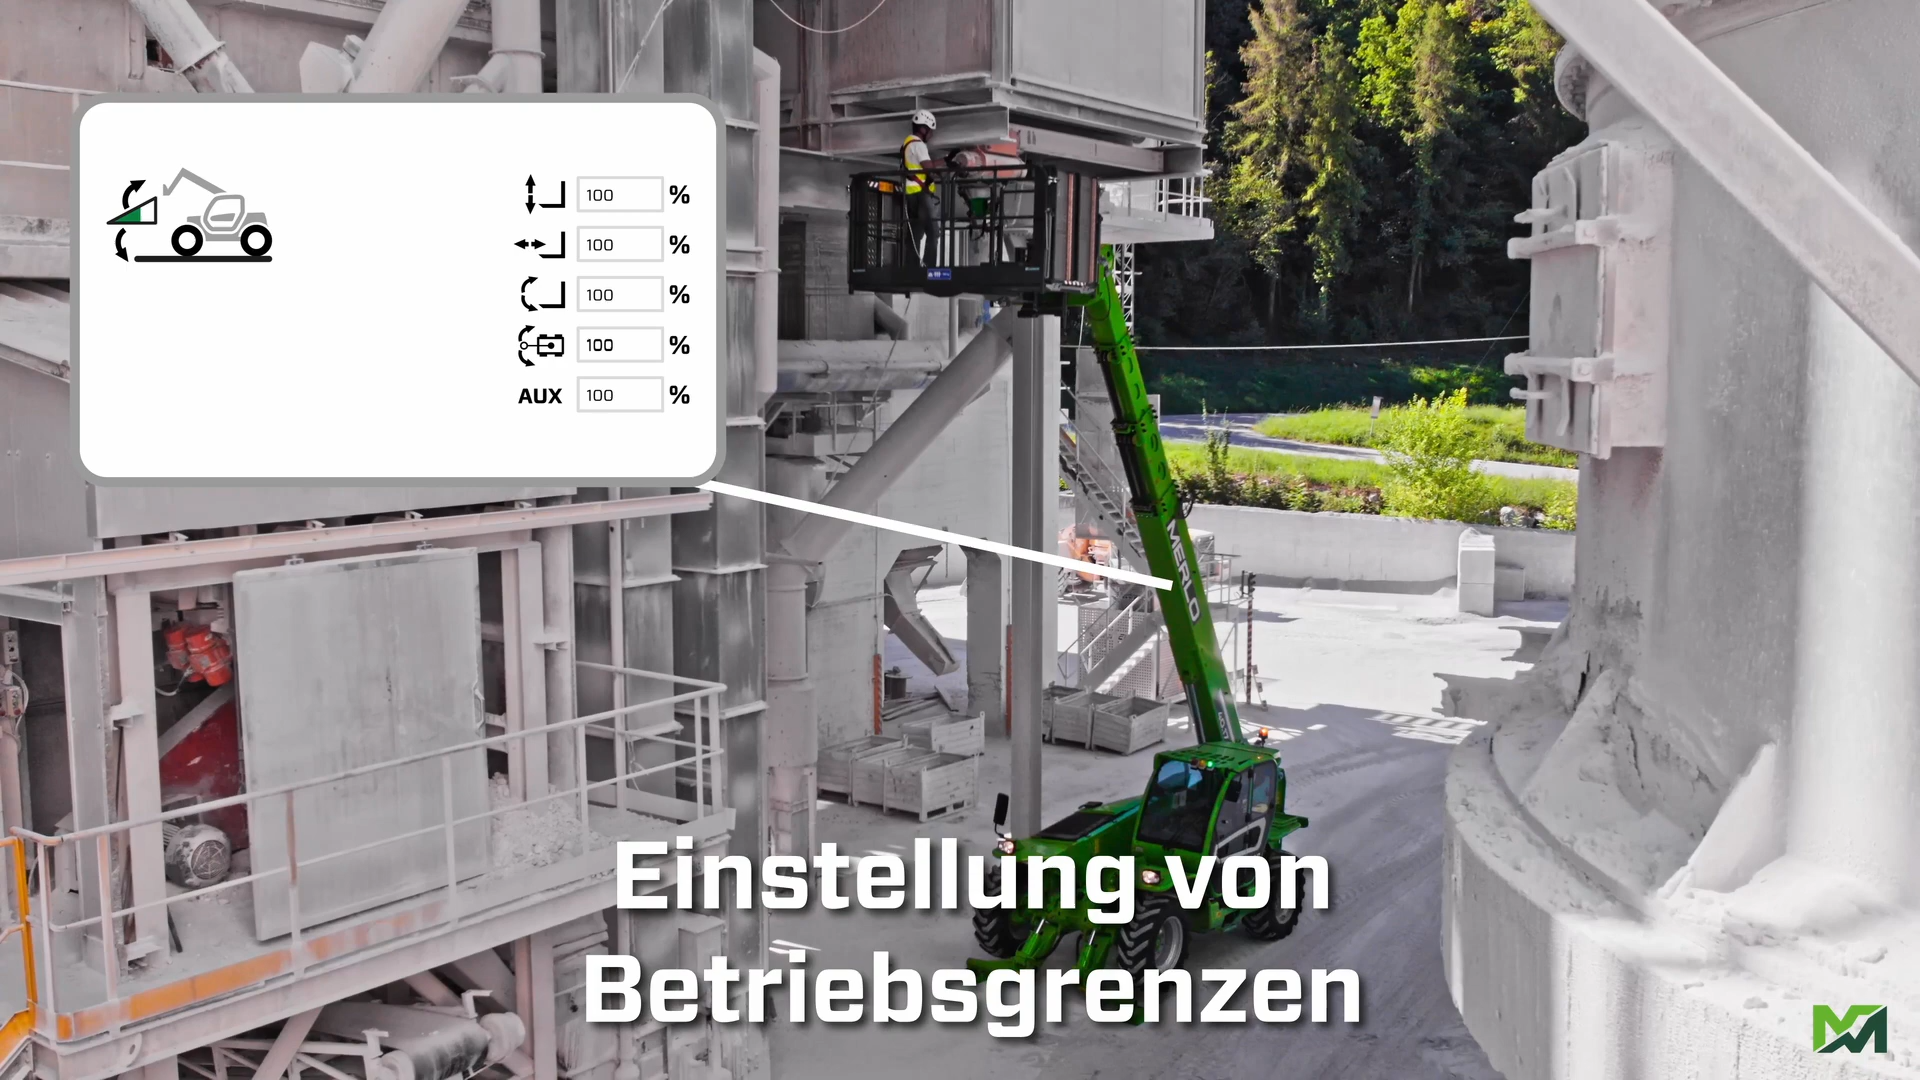 100 %
100 %
100 %
100 %
AUX 100 %
MERLO
Einstellung von
Betriebsgrenzen